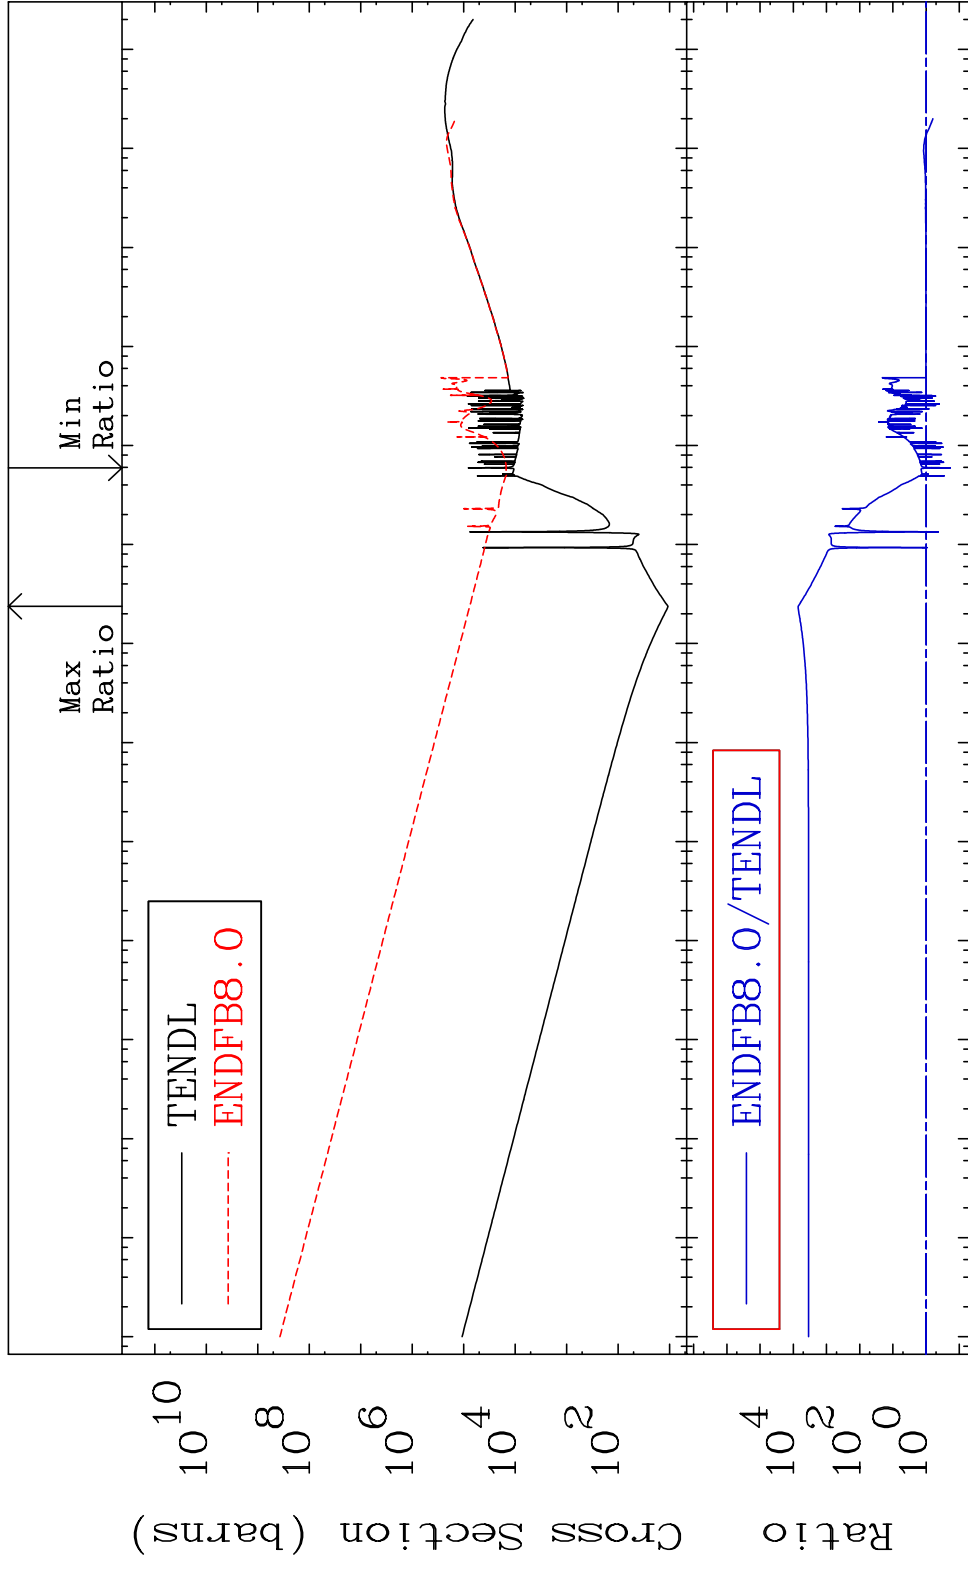 Max
Ratio
Min
Ratio
Cross Section (barns)
10 10
10 8
10 6
10 4
10 2
TENDL
ENDFB8.0
Ratio
10 4
10 2
10 0
ENDFB8.0/TENDL